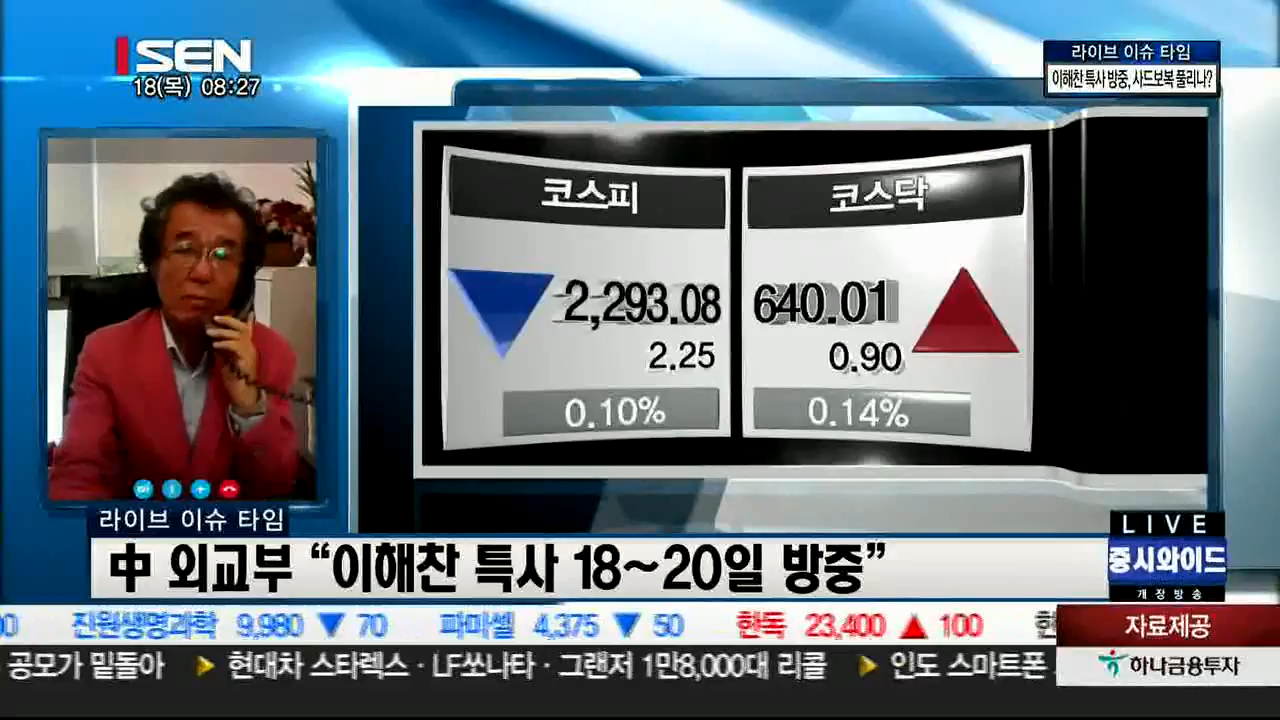 SEN
18(목) 08:27
라이브 이슈 타임
이해찬 특사 방중, 사드보복 풀리나?
코스피
2,293.08
2.25
0.10%
코스닥
640.01
0.90
0.14%
라이브 이슈 타임
中 외교부 “이해찬 특사 18~20일 방중”
LIVE
증시와이드
개장방송
진원생명과학 9,980 ▼ 70 파미셀 4,375 ▼ 50 한독 23,400 ▲ 100
자료제공
하나금융투자
공모가 밑돌아 ▶ 현대차 스타렉스·LF쏘나타·그랜저 1만8,000대 리콜 ▶ 인도 스마트폰